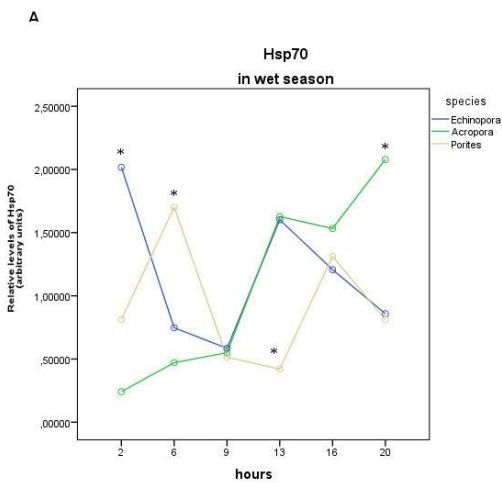 A
Hsp70
in wet season
species
Echinopora
Acropora
Porites
Relative levels of Hsp70
(arbitrary units)
2,50000
2,00000
1,50000
1,00000
,50000
,00000
*
*
*
*
2 6 9 13 16 20
hours